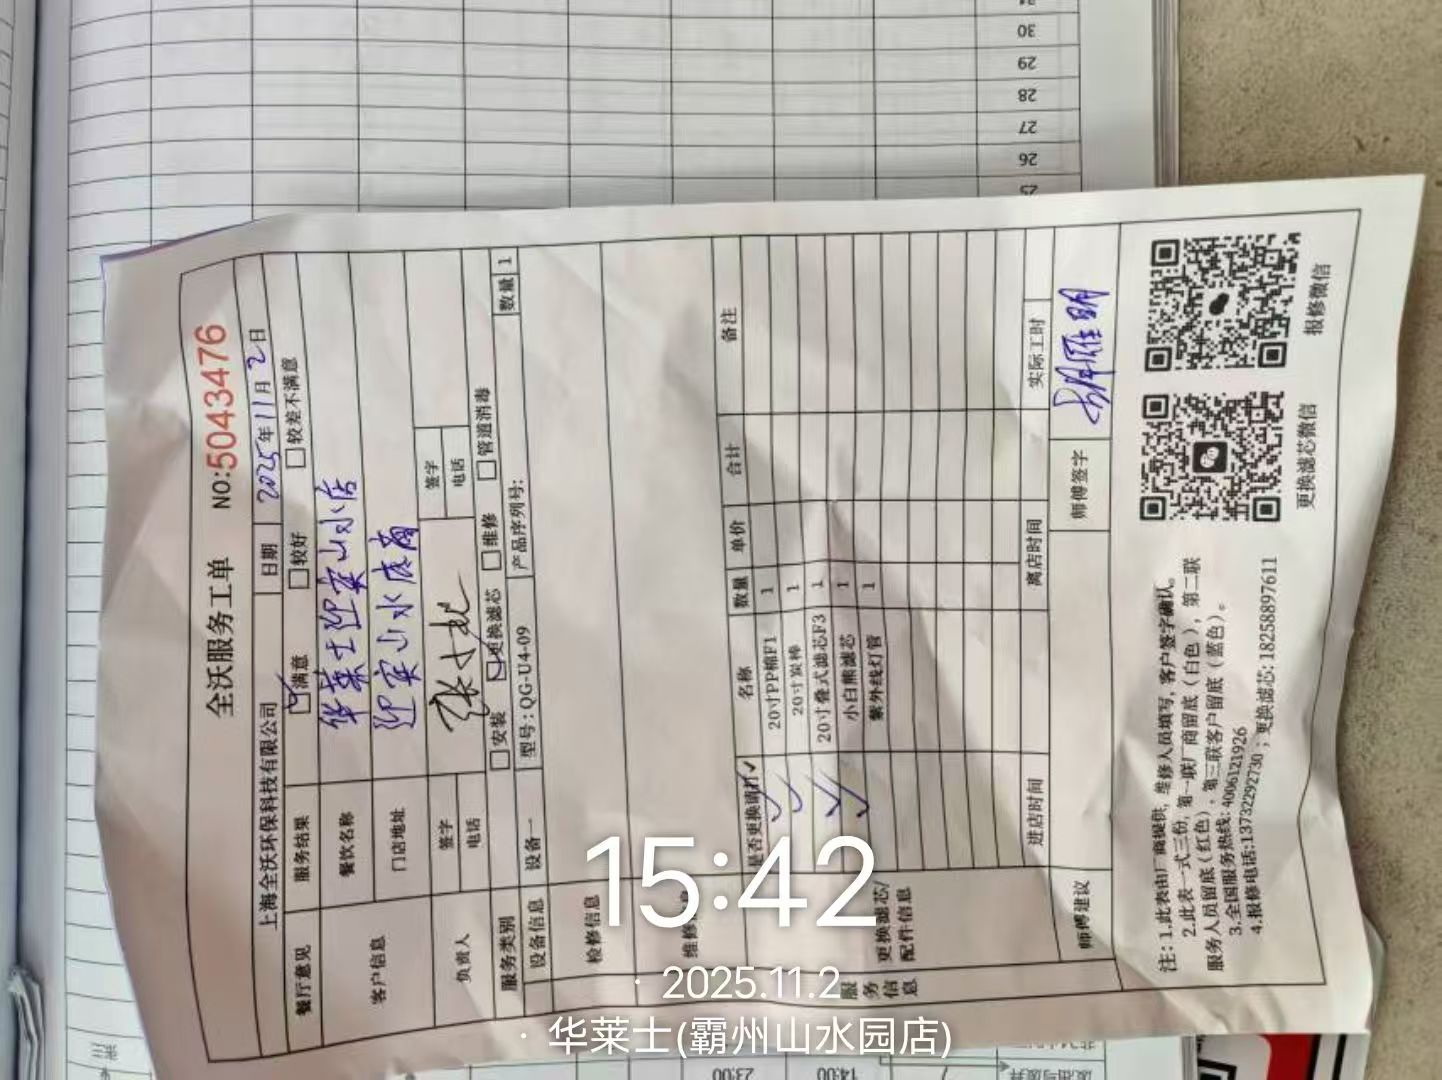 全沃服务工单
NO:5043476
上海全沃环保科技有限公司 日期 2025年11月2日
餐厅意见 服务结果 满意 较好 较差不满意
客户信息 餐饮名称 华莱士迎宾山水店
门店地址 迎宾山水底商
负责人 签字 签字
电话 电话
服务类别 安装 更换滤芯 维修 管道消毒
设备信息 设备一 型号:QG-U4-09 产品序列号: 数量 1
检修信息
维修
服务信息
更换滤芯/配件信息
是否更换请打✓ 名称 数量 单价 合计 备注
✓ 20寸PP棉F1 1
✓ 20寸炭棒 1
✓ 20寸叠式滤芯F3 1
✓ 小白熊滤芯 1
紫外线灯管 1
进店时间 离店时间 实际工时
师傅建议 师傅签字
注:1.此表由厂商提供,维修人员填写,客户签字确认。
2.此表一式三份,第一联厂商留底(白色),第二联
服务人员留底(红色),第三联客户留底(蓝色)。
3.全国服务热线:4006121926
4.报修电话:13732292730;更换滤芯:18258897611
更换滤芯微信
报修微信
30
29
28
27
26
25
23:00
14:00
15:42
· 2025.11.2
· 华莱士(霸州山水园店)